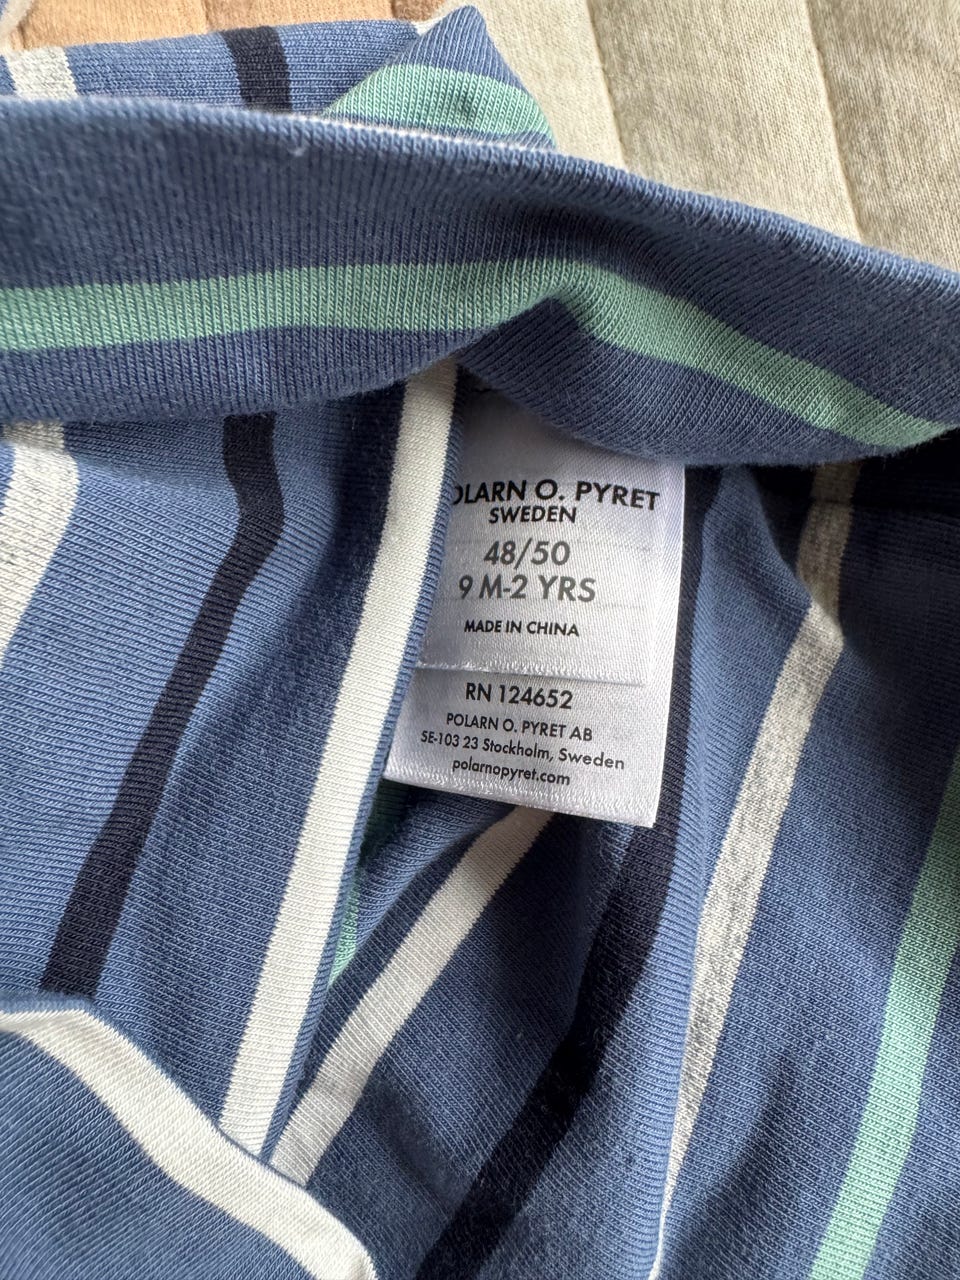 OLARN O. PYRET
SWEDEN
48/50
9 M-2 YRS
MADE IN CHINA
RN 124652
POLARN O. PYRET AB
SE-103 23 Stockholm, Sweden
polarnopyret.com